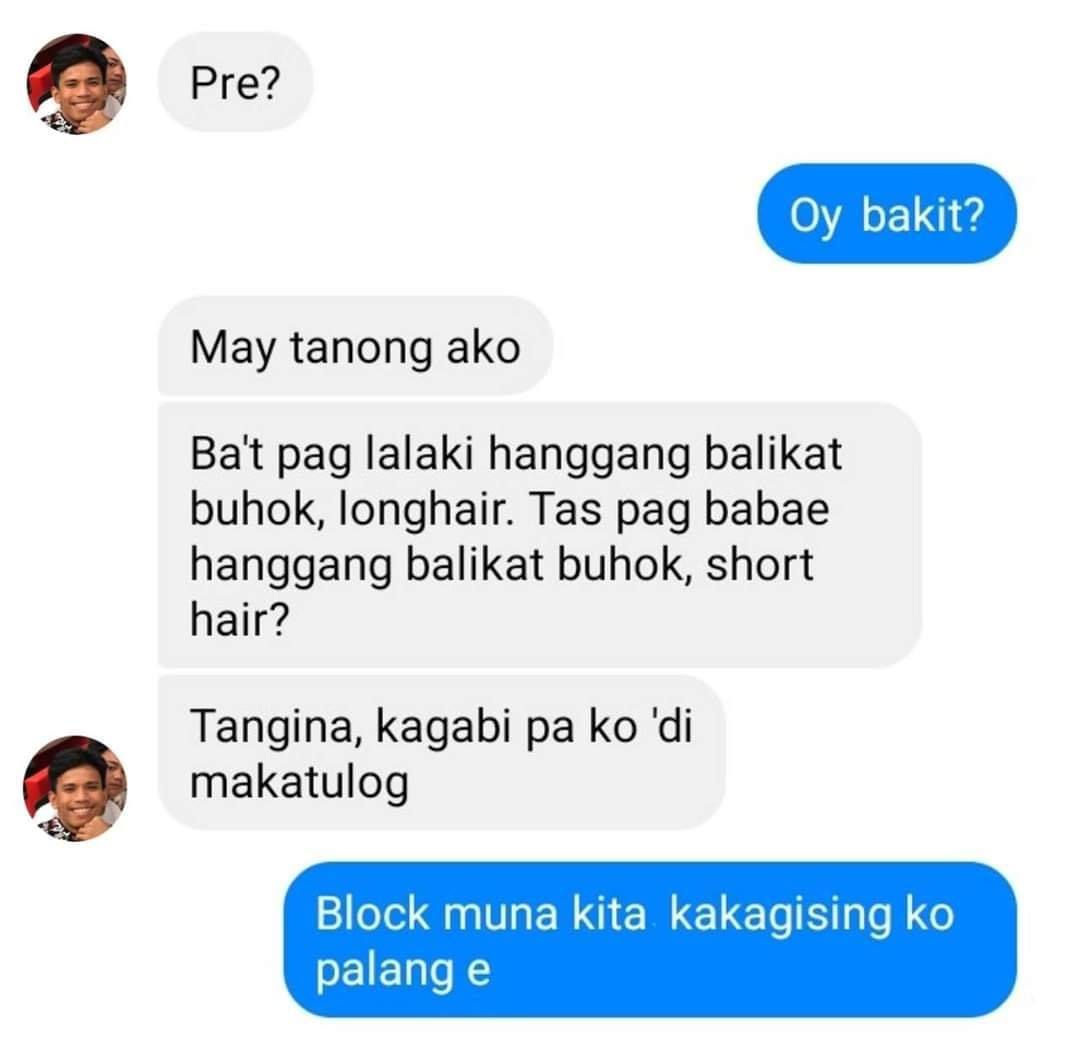 Pre?
Oy bakit?
May tanong ako
Ba't pag lalaki hanggang balikat
buhok, longhair. Tas pag babae
hanggang balikat buhok, short
hair?
Tangina, kagabi pa ko 'di
makatulog
Block muna kita kakagising ko
palang e